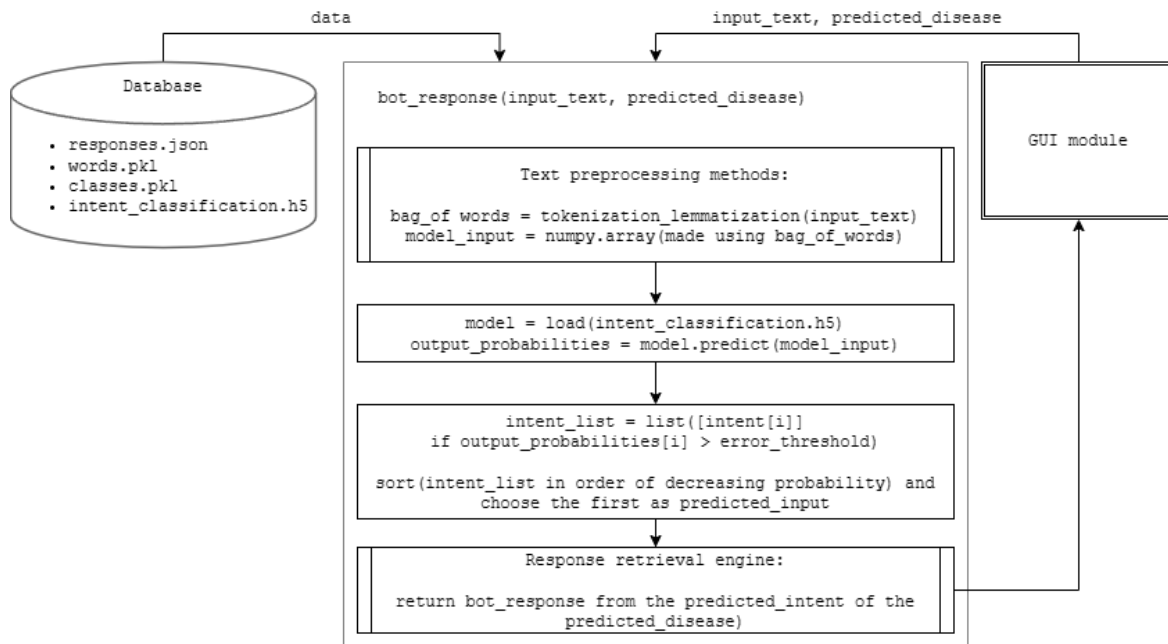 data
input_text, predicted_disease
Database
• responses.json
• words.pkl
• classes.pkl
• intent_classification.h5
bot_response(input_text, predicted_disease)
Text preprocessing methods:
bag_of words = tokenization_lemmatization(input_text)
model_input = numpy.array(made using bag_of_words)
model = load(intent_classification.h5)
output_probabilities = model.predict(model_input)
intent_list = list([intent[i]]
if output_probabilities[i] > error_threshold)
sort(intent_list in order of decreasing probability) and
choose the first as predicted_input
Response retrieval engine:
return bot_response from the predicted_intent of the
predicted_disease)
GUI module